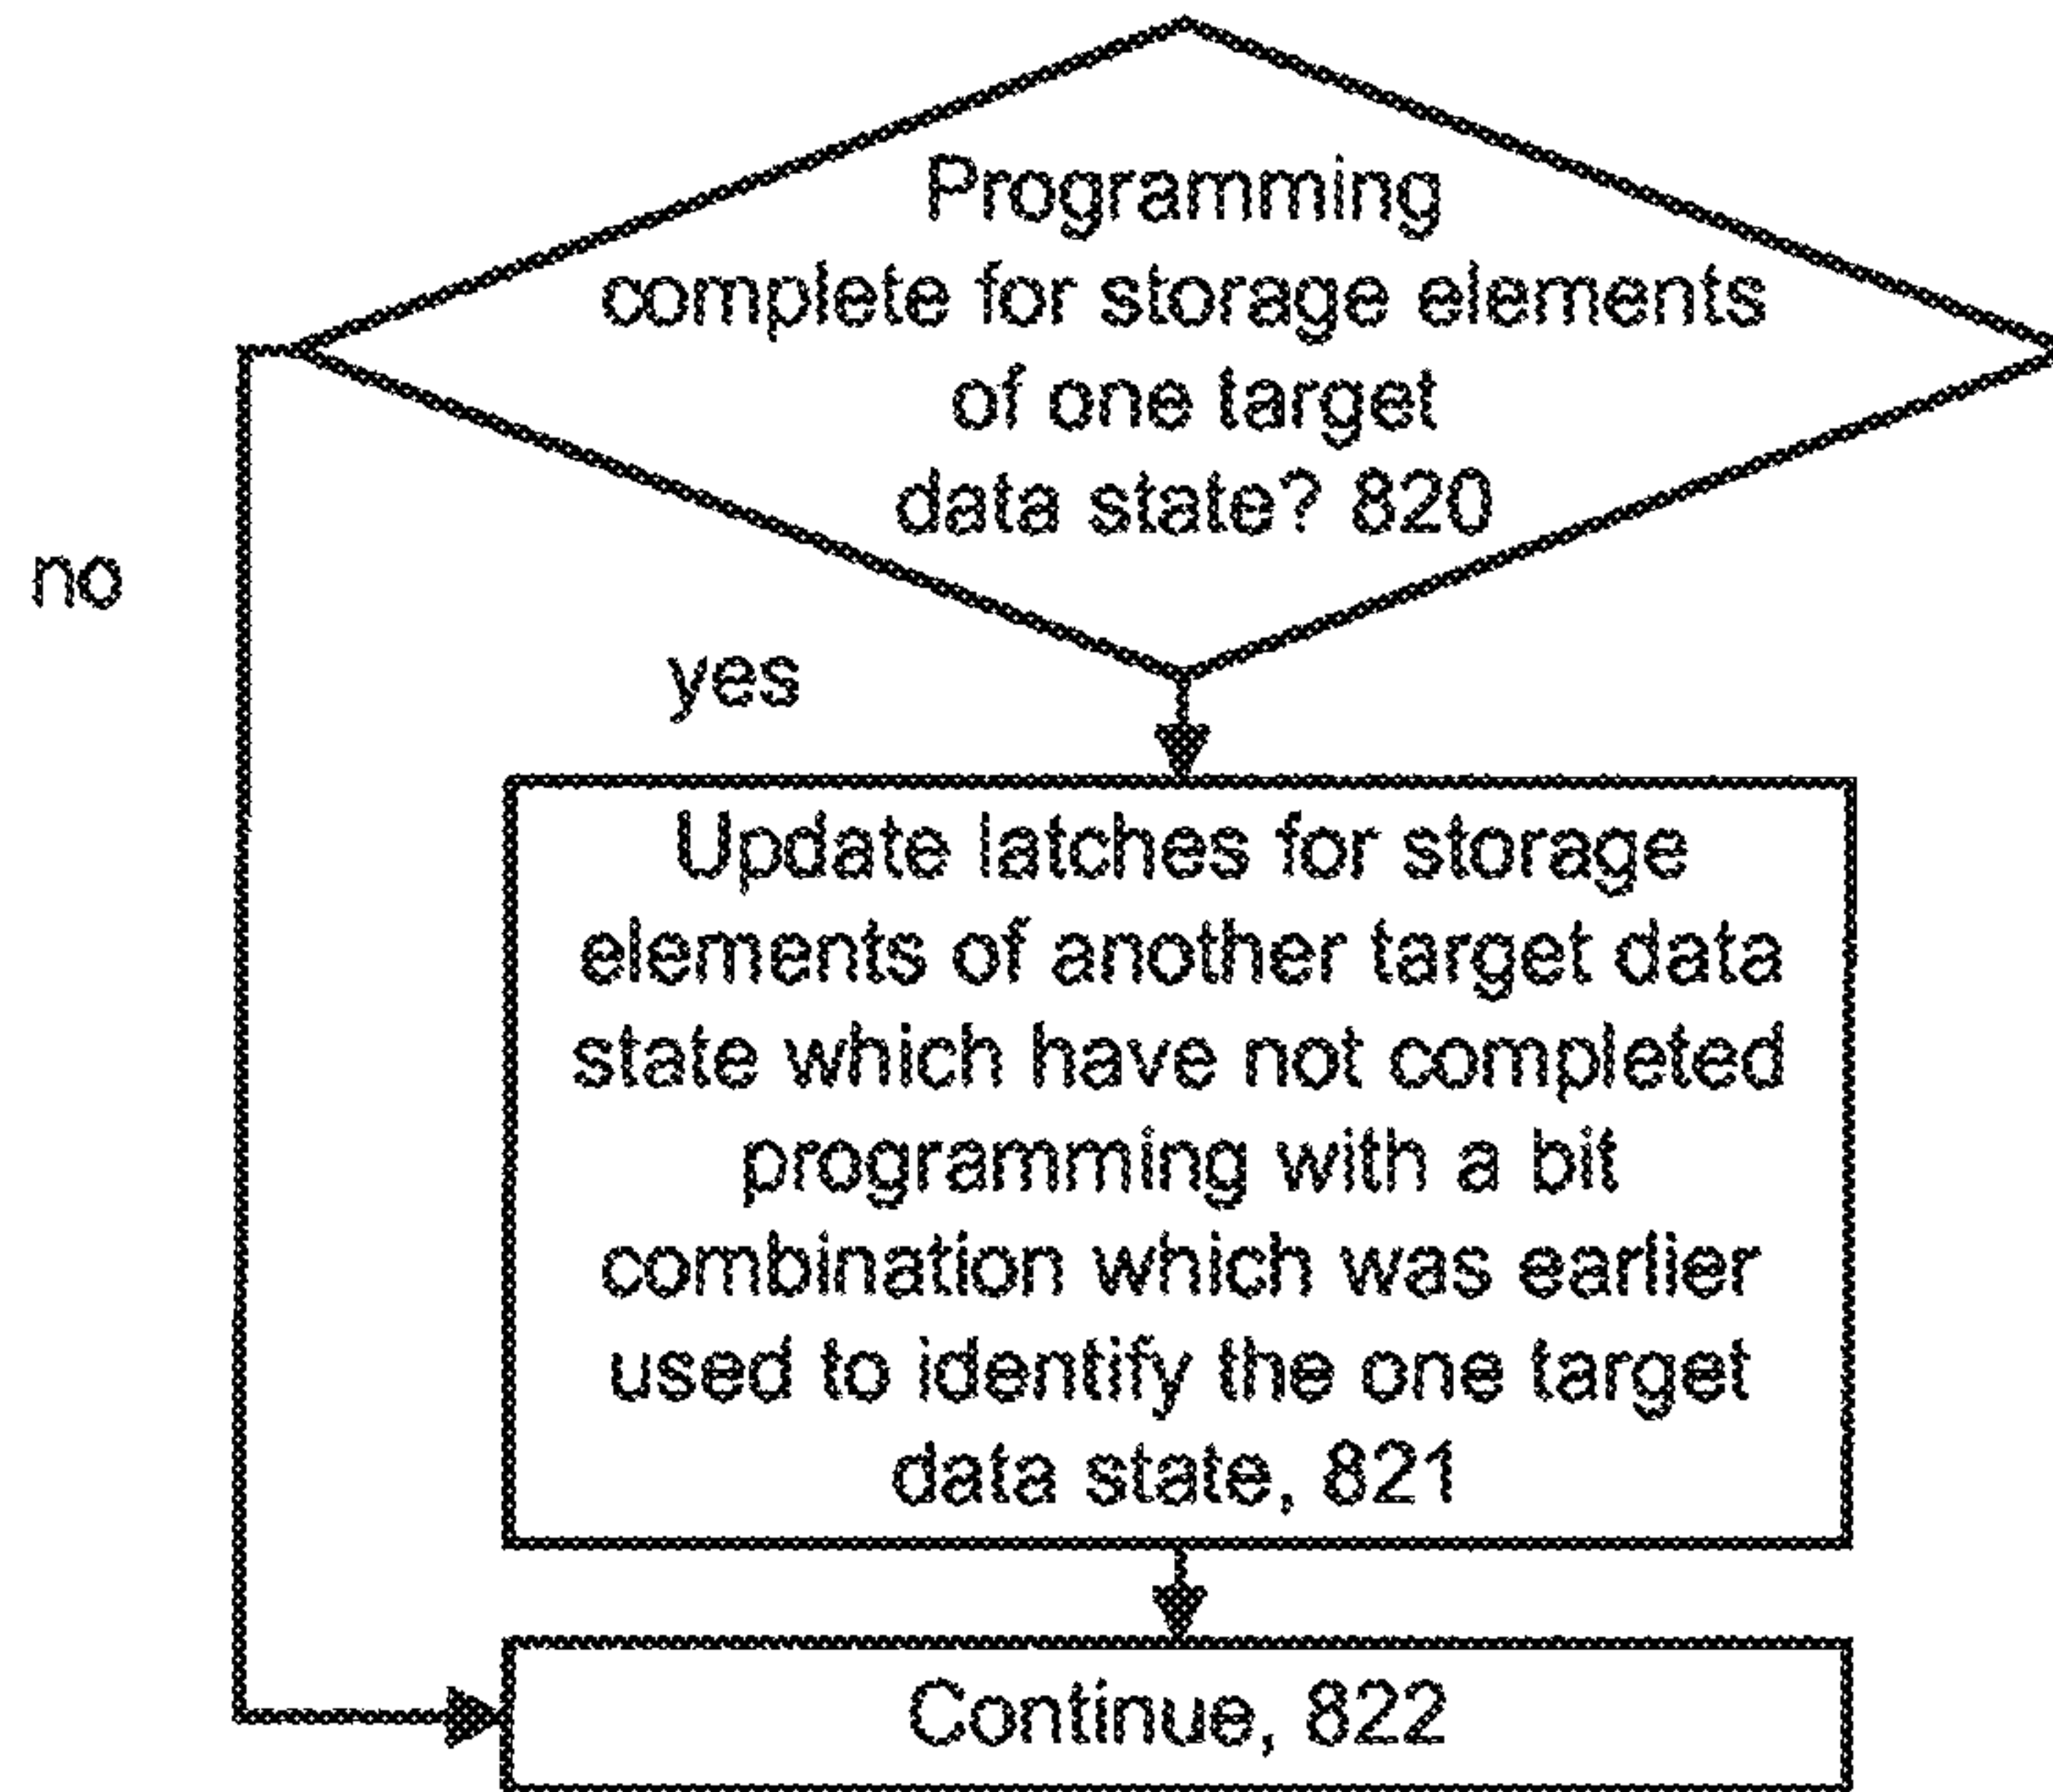 Programming
complete for storage elements
of one target
data state? 820
no
yes
Update latches for storage
elements of another target data
state which have not completed
programming with a bit
combination which was earlier
used to identify the one target
data state, 821
Continue, 822